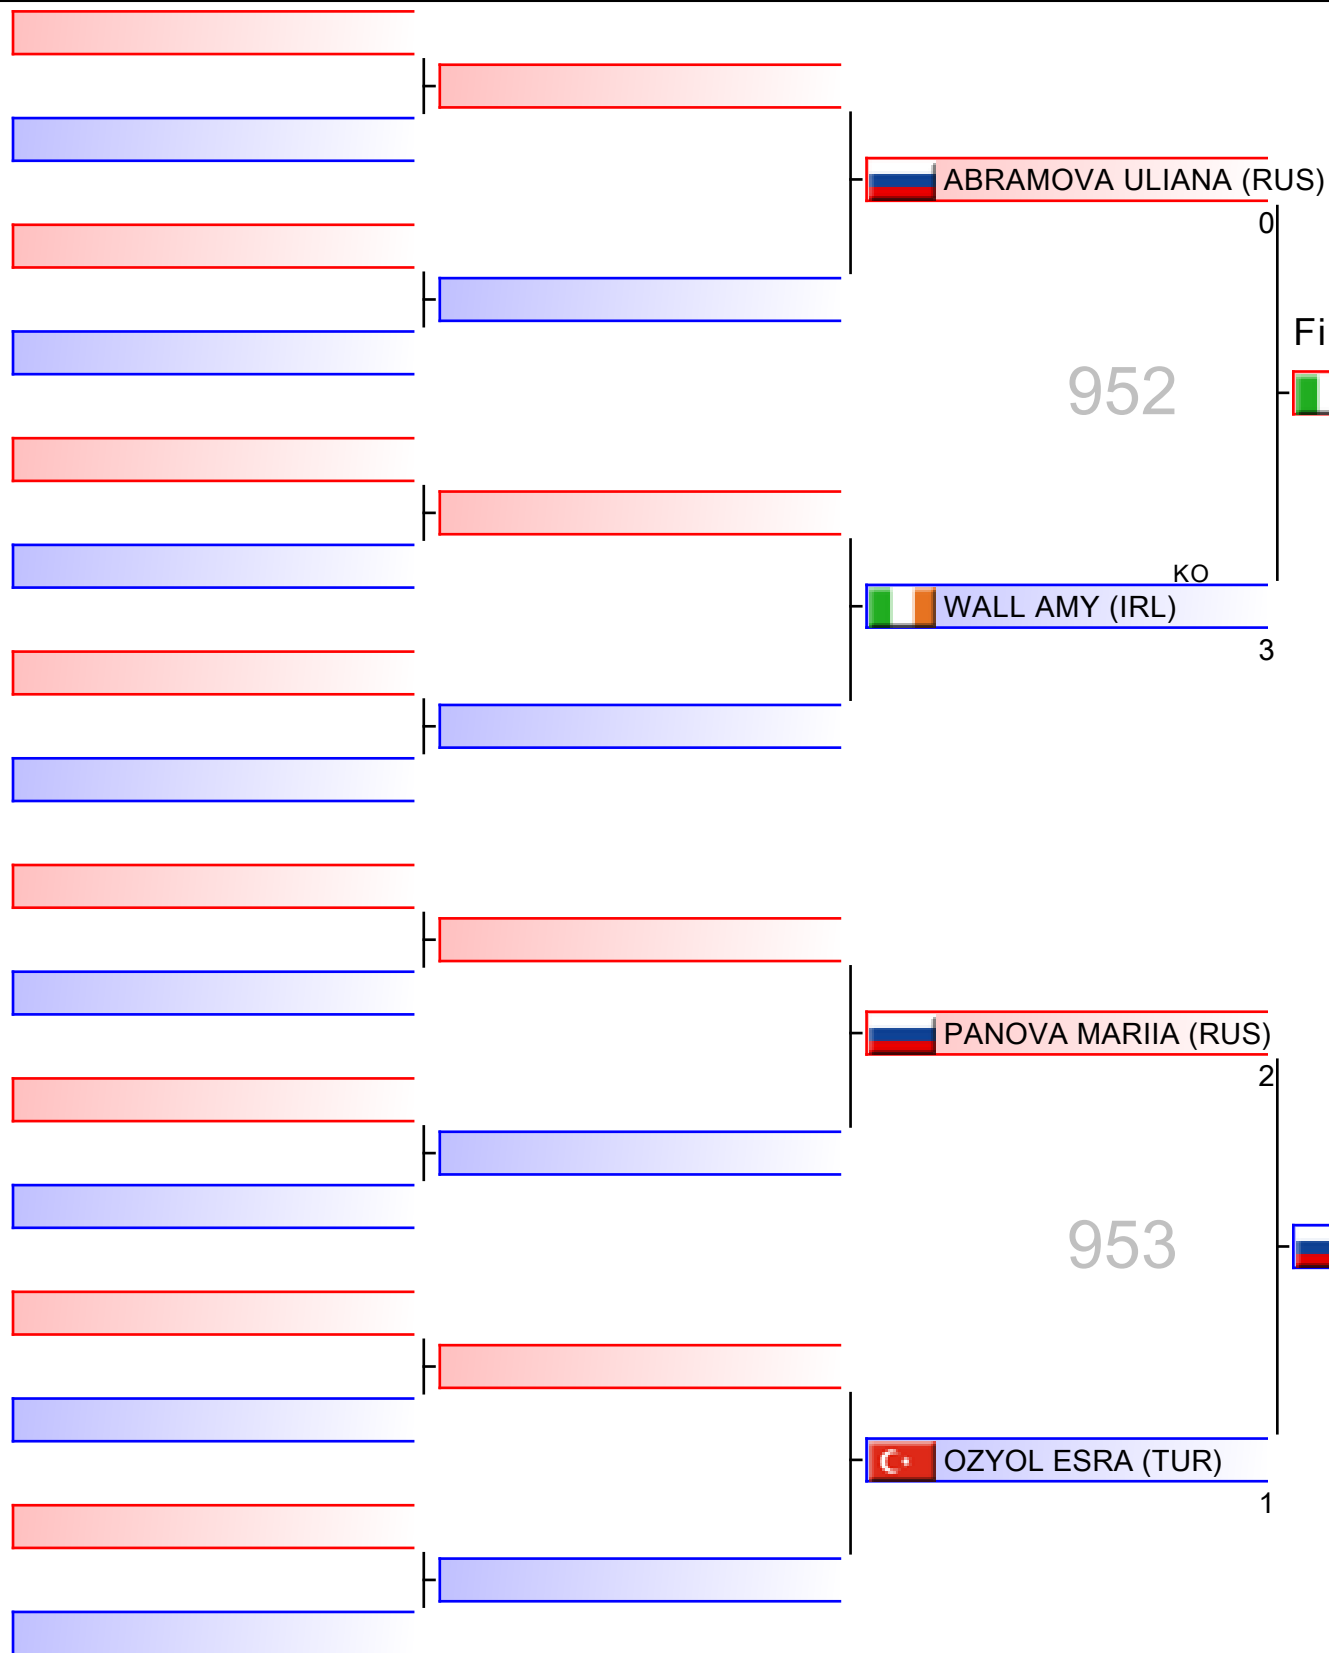 ABRAMOVA ULIANA (RUS)
0
Fi
952
KO
WALL AMY (IRL)
3
PANOVA MARIIA (RUS)
2
953
OZYOL ESRA (TUR)
1